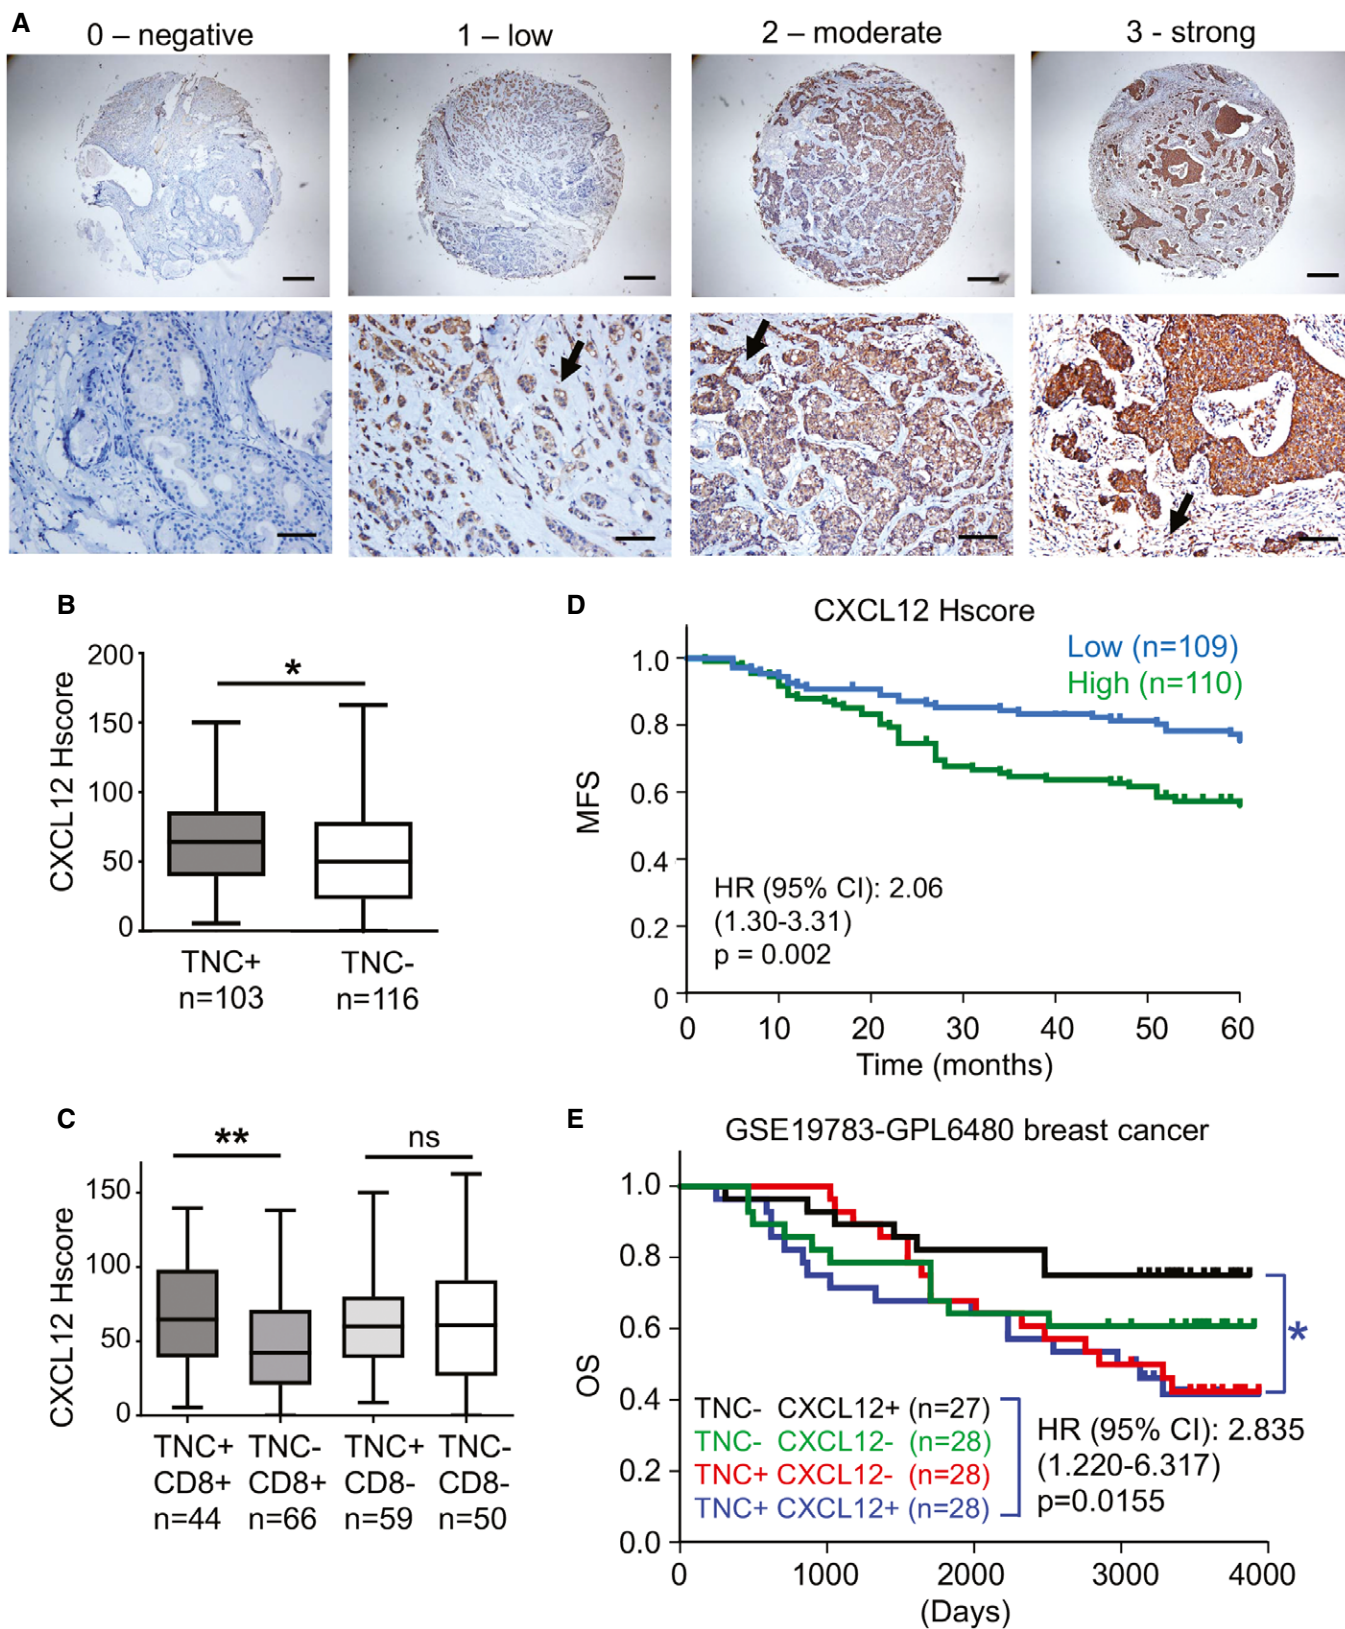 A
0 – negative
1 – low
2 – moderate
3 - strong
B
CXCL12 Hscore
200
150
100
50
0
*
TNC+
n=103
TNC-
n=116
D
CXCL12 Hscore
Low (n=109)
High (n=110)
MFS
1.0
0.8
0.6
0.4
0.2
0
HR (95% CI): 2.06
(1.30-3.31)
p = 0.002
0 10 20 30 40 50 60
Time (months)
C
CXCL12 Hscore
150
100
50
0
**
ns
TNC+ TNC- TNC+ TNC-
CD8+ CD8+ CD8- CD8-
n=44 n=66 n=59 n=50
E
GSE19783-GPL6480 breast cancer
OS
1.0
0.8
0.6
0.4
0.2
0.0
*
TNC- CXCL12+ (n=27)
TNC- CXCL12- (n=28)
TNC+ CXCL12- (n=28)
TNC+ CXCL12+ (n=28)
HR (95% CI): 2.835
(1.220-6.317)
p=0.0155
0 1000 2000 3000 4000
(Days)